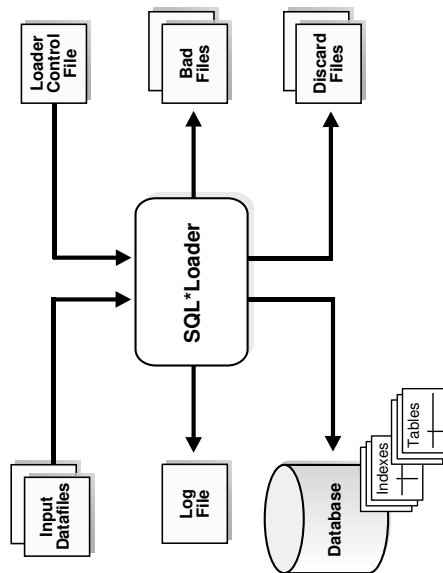 Loader
Control
File
Input
Datafiles
SQL*Loader
Log
File
Bad
Files
Database
Indexes
Tables
Discard
Files